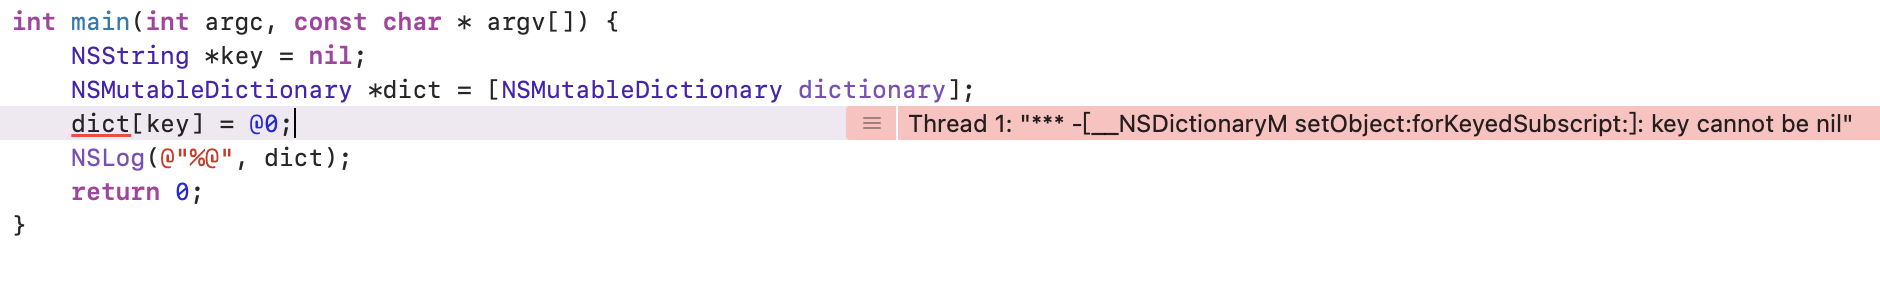 int main(int argc, const char * argv[]) {
    NSString *key = nil;
    NSMutableDictionary *dict = [NSMutableDictionary dictionary];
    dict[key] = @0; Thread 1: "*** -[__NSDictionaryM setObject:forKeyedSubscript:]: key cannot be nil"
    NSLog(@"%@", dict);
    return 0;
}